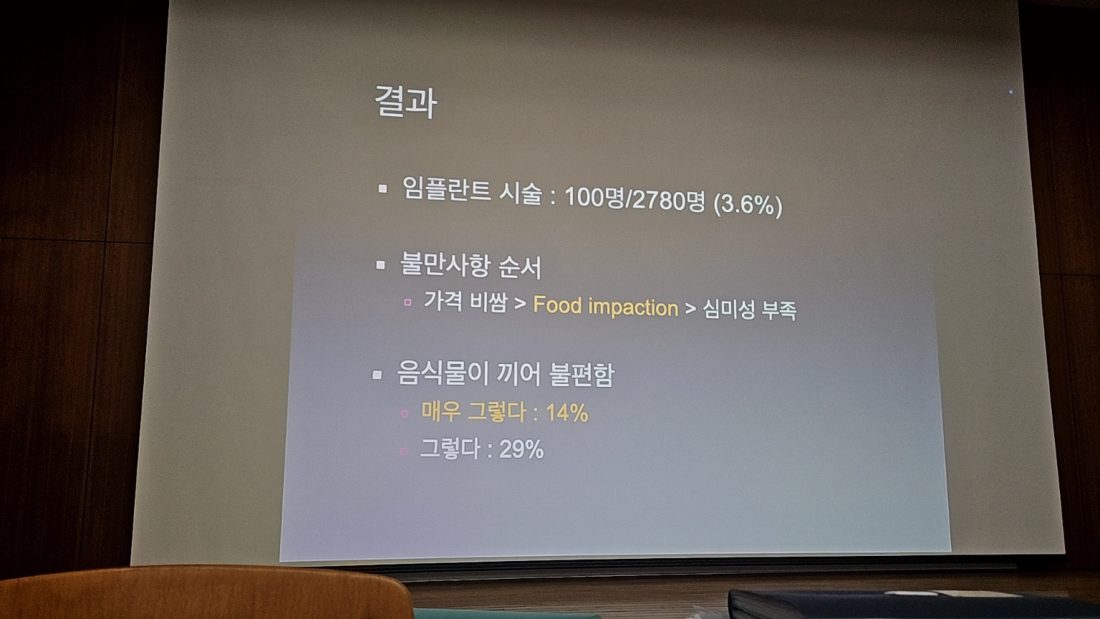 결과
▪ 임플란트 시술 : 100명/2780명 (3.6%)
▪ 불만사항 순서
▫ 가격 비쌈 > Food impaction > 심미성 부족
▪ 음식물이 끼어 불편함
▫ 매우 그렇다 : 14%
▫ 그렇다 : 29%